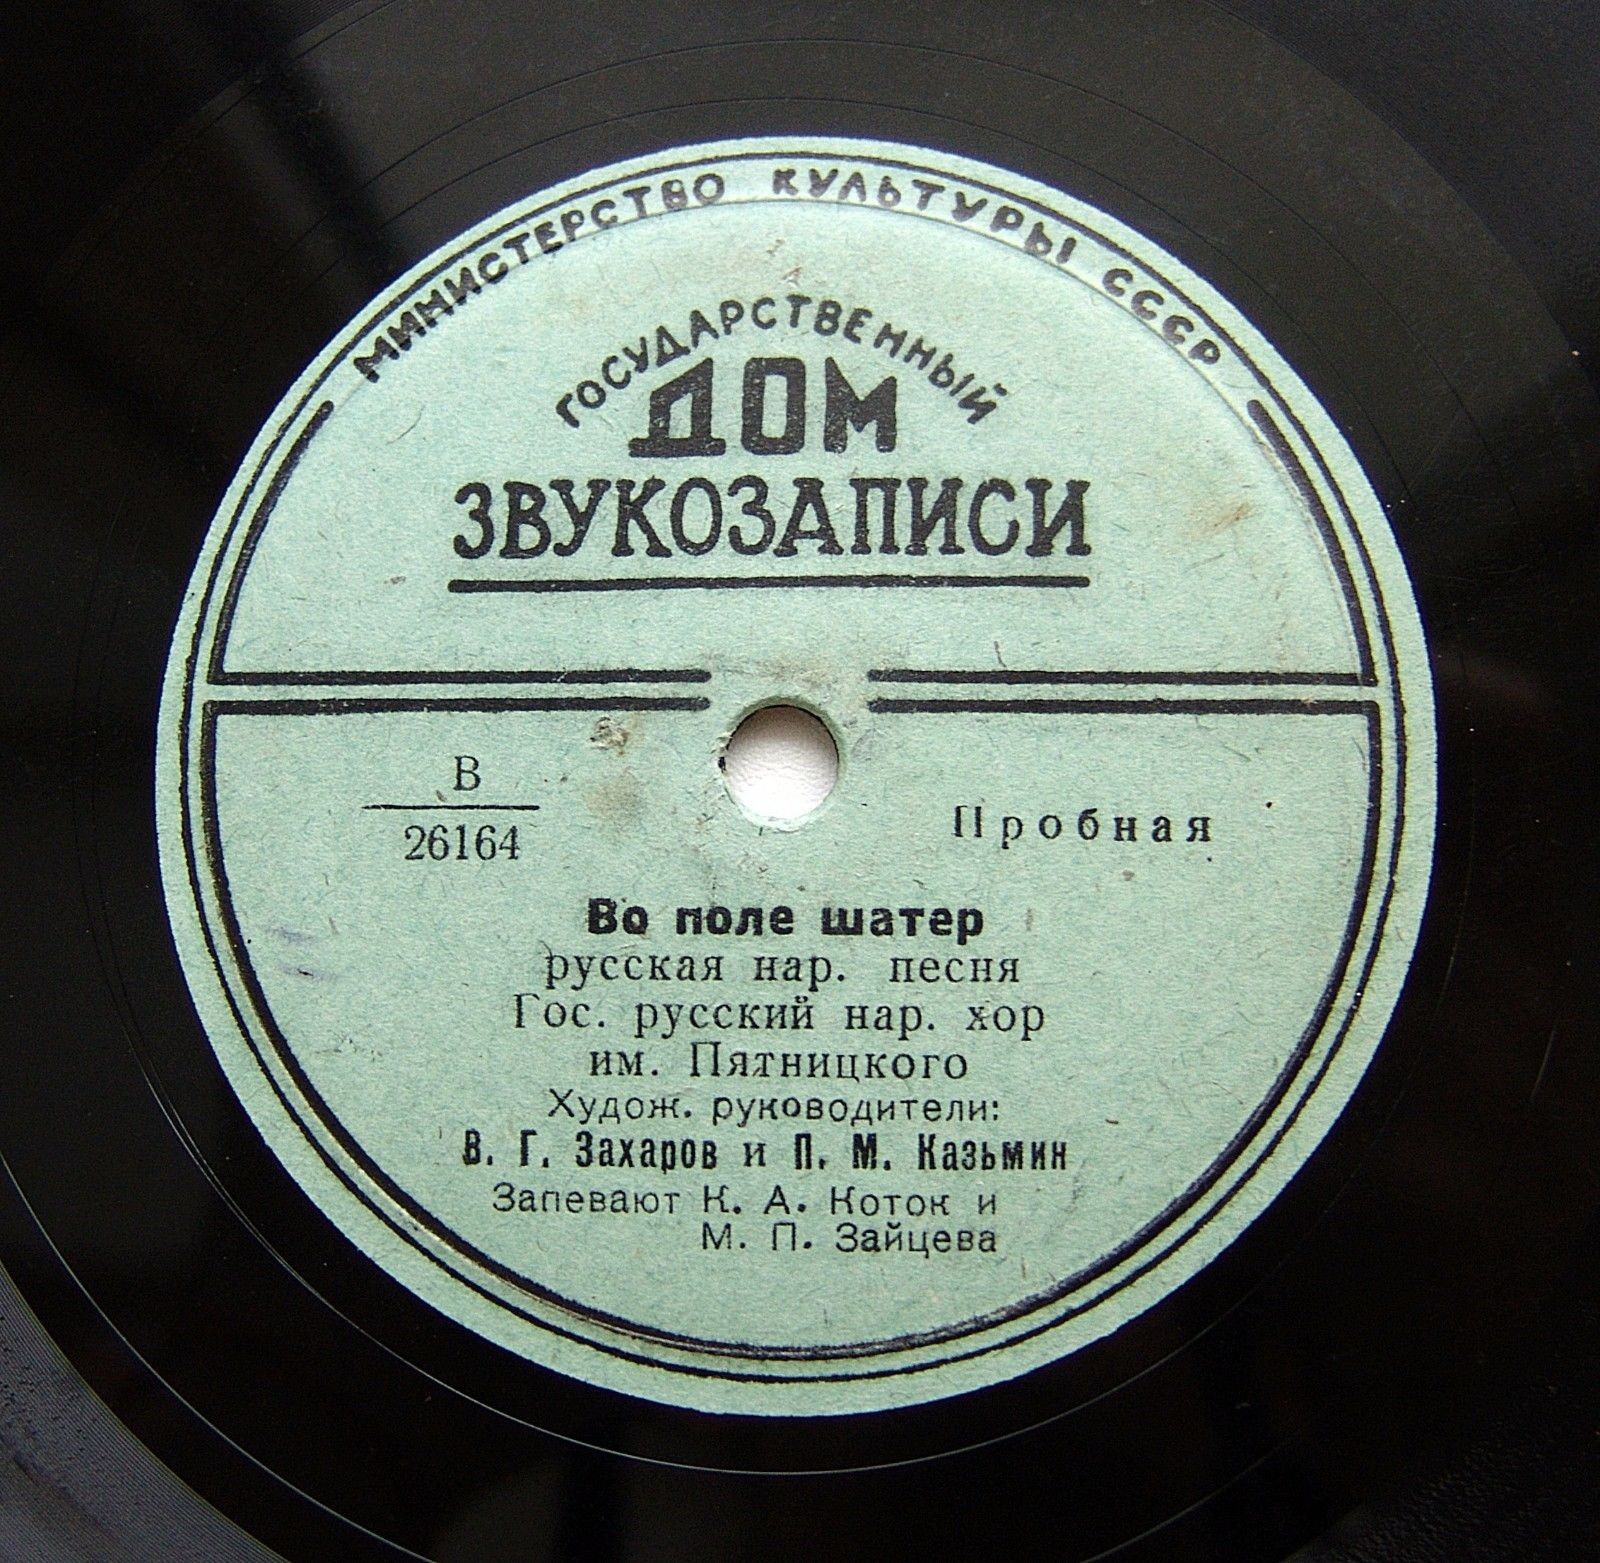 МИНИСТЕРСТВО КУЛЬТУРЫ СССР
ГОСУДАРСТВЕННЫЙ
ДОМ
ЗВУКОЗАПИСИ
В
26164
Пробная
Во поле шатер
русская нар. песня
Гос. русский нар. хор
им. Пятницкого
Худож. руководители:
В. Г. Захаров и П. М. Казьмин
Запевают К. А. Коток и
М. П. Зайцева